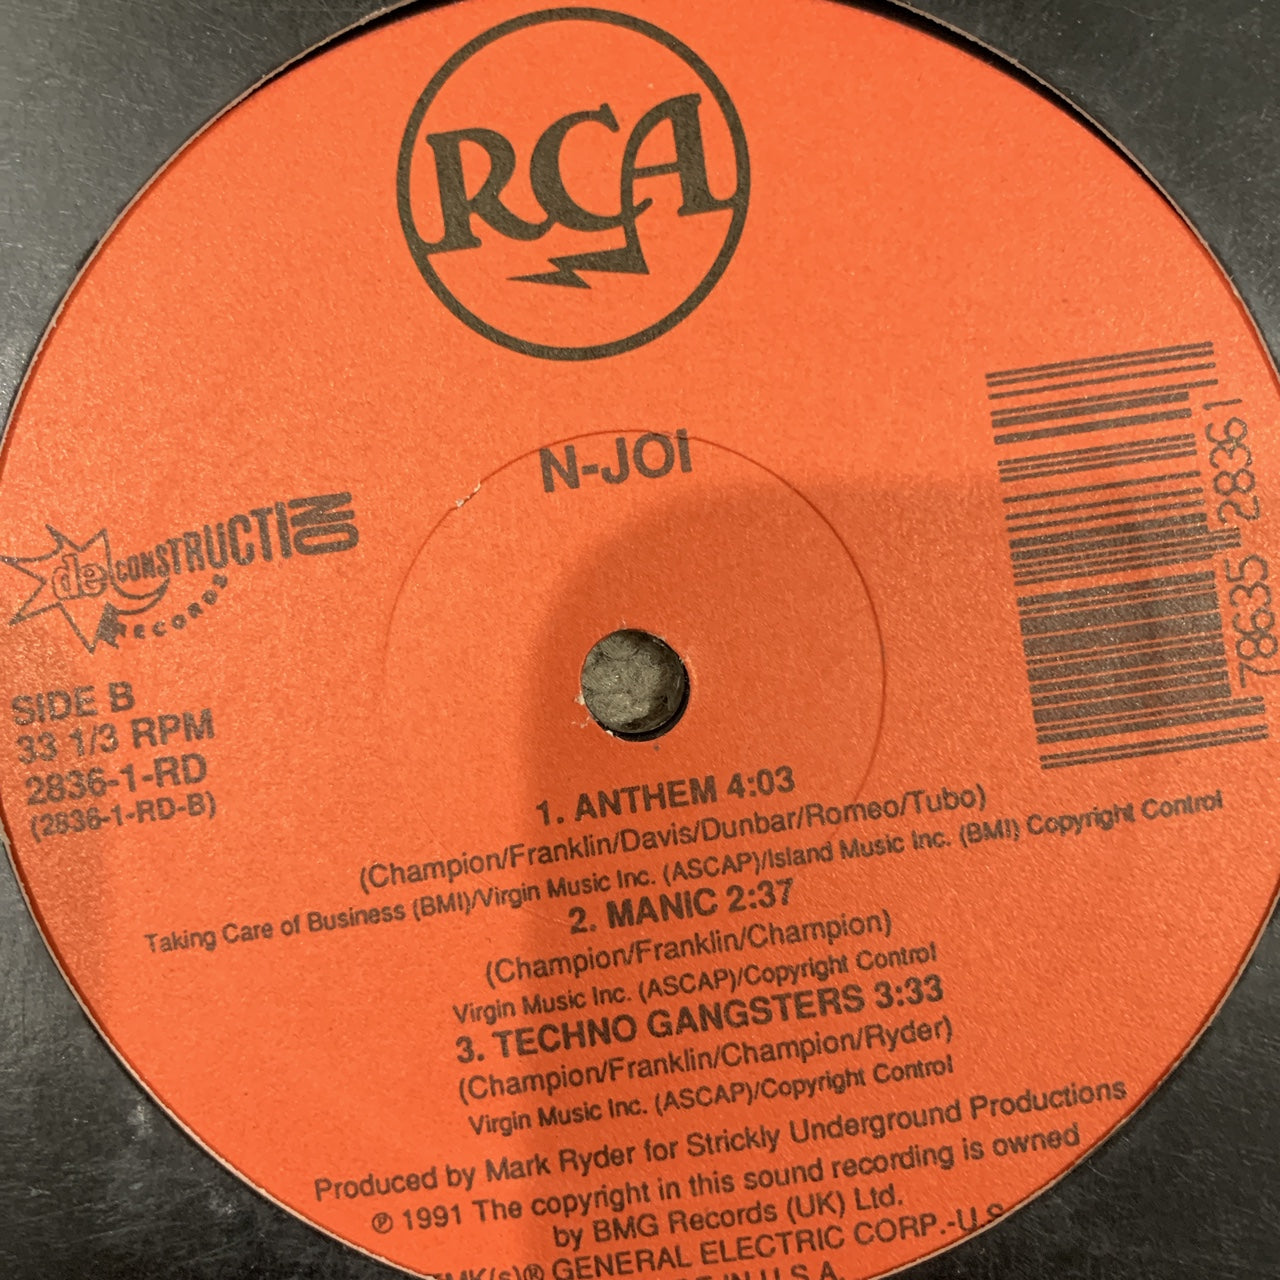 RCA
N-JOI
deCONSTRUCTION
RECORDS
SIDE B
33 1/3 RPM
2836-1-RD
(2836-1-RD-B)
78635-28361
1. ANTHEM 4:03
(Champion/Franklin/Davis/Dunbar/Romeo/Tubo)
Taking Care of Business (BMI)/Virgin Music Inc. (ASCAP)/Island Music Inc. (BMI) Copyright Control
2. MANIC 2:37
(Champion/Franklin/Champion)
Virgin Music Inc. (ASCAP)/Copyright Control
3. TECHNO GANGSTERS 3:33
(Champion/Franklin/Champion/Ryder)
Virgin Music Inc. (ASCAP)/Copyright Control
Produced by Mark Ryder for Strickly Underground Productions
℗ 1991 The copyright in this sound recording is owned
by BMG Records (UK) Ltd.
TMK(s)® GENERAL ELECTRIC CORP.-U.S
IN U.S.A.